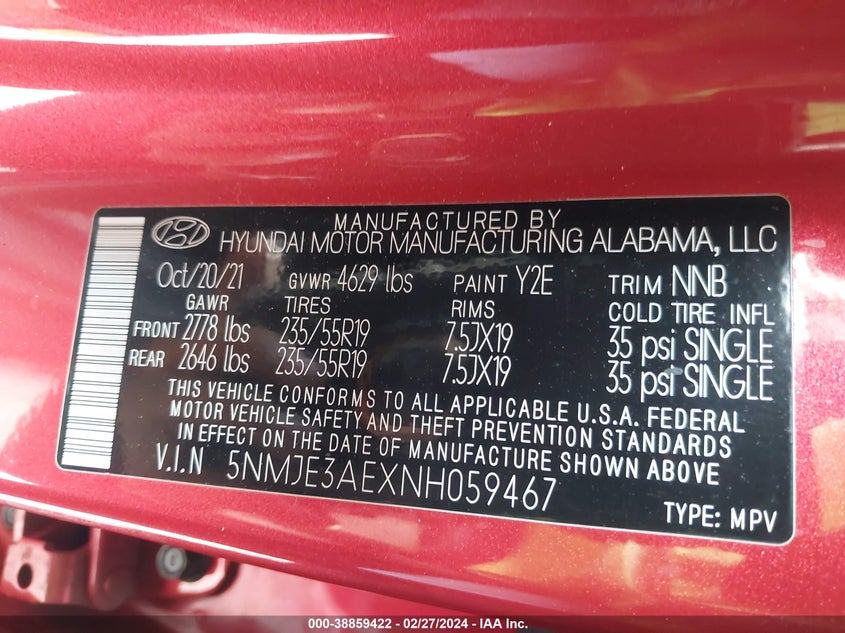 MANUFACTURED BY
HYUNDAI MOTOR MANUFACTURING ALABAMA, LLC
Oct/20/21 GVWR 4629 lbs PAINT Y2E TRIM NNB
GAWR TIRES RIMS COLD TIRE INFL
FRONT 2778 lbs 235/55R19 7.5JX19 35 psi SINGLE
REAR 2646 lbs 235/55R19 7.5JX19 35 psi SINGLE
THIS VEHICLE CONFORMS TO ALL APPLICABLE U.S.A. FEDERAL
MOTOR VEHICLE SAFETY AND THEFT PREVENTION STANDARDS
IN EFFECT ON THE DATE OF MANUFACTURE SHOWN ABOVE.
V.I.N 5NMJE3AEXNH059467
TYPE: MPV
000-38859422 - 02/27/2024 - IAA Inc.